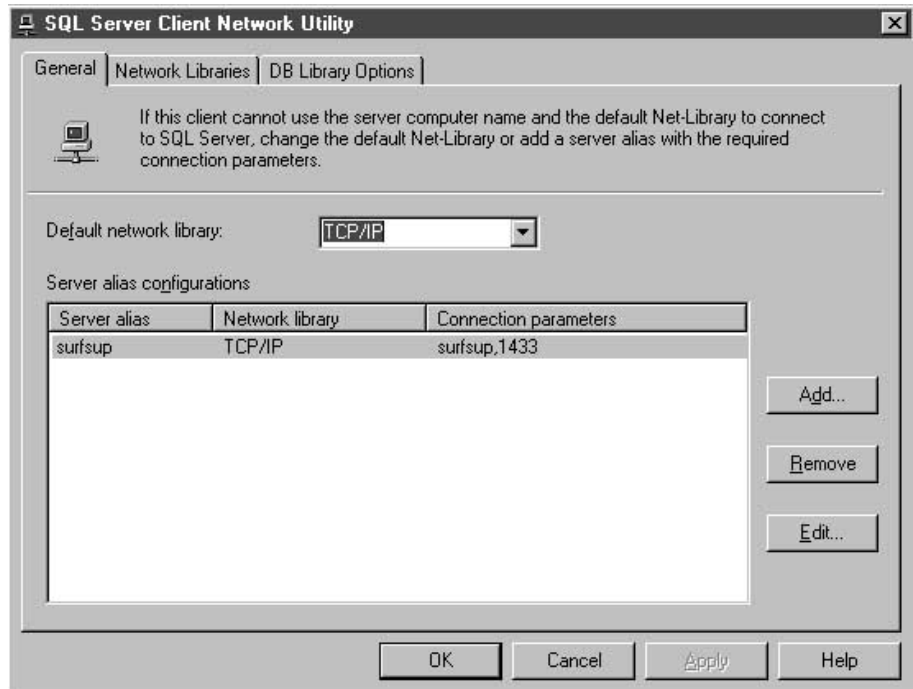 SQL Server Client Network Utility
General
Network Libraries
DB Library Options
If this client cannot use the server computer name and the default Net-Library to connect
to SQL Server, change the default Net-Library or add a server alias with the required
connection parameters.
Default network library:
TCP/IP
Server alias configurations
Server alias
Network library
Connection parameters
surfsup
TCP/IP
surfsup,1433
Add...
Remove
Edit...
OK
Cancel
Apply
Help